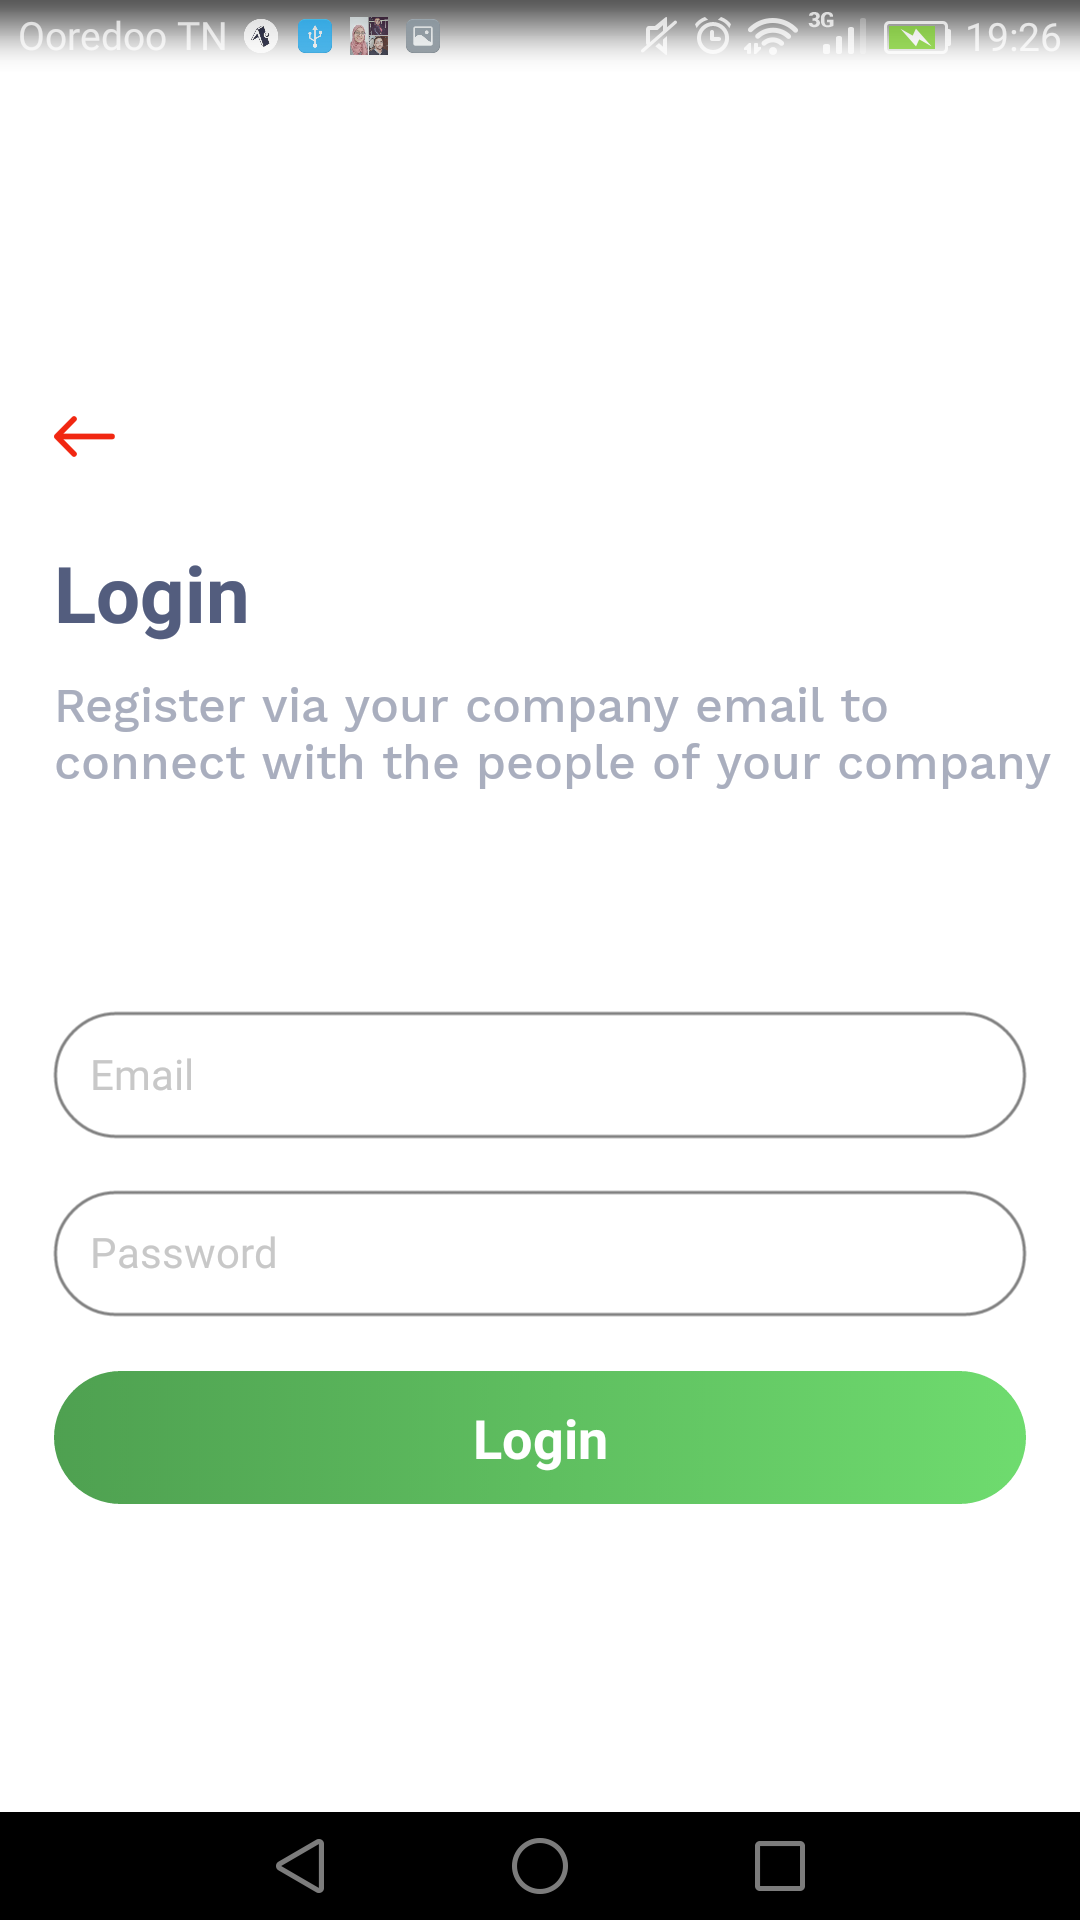 Ooredoo TN 3G 19:26
Login
Register via your company email to
connect with the people of your company
Email
Password
Login